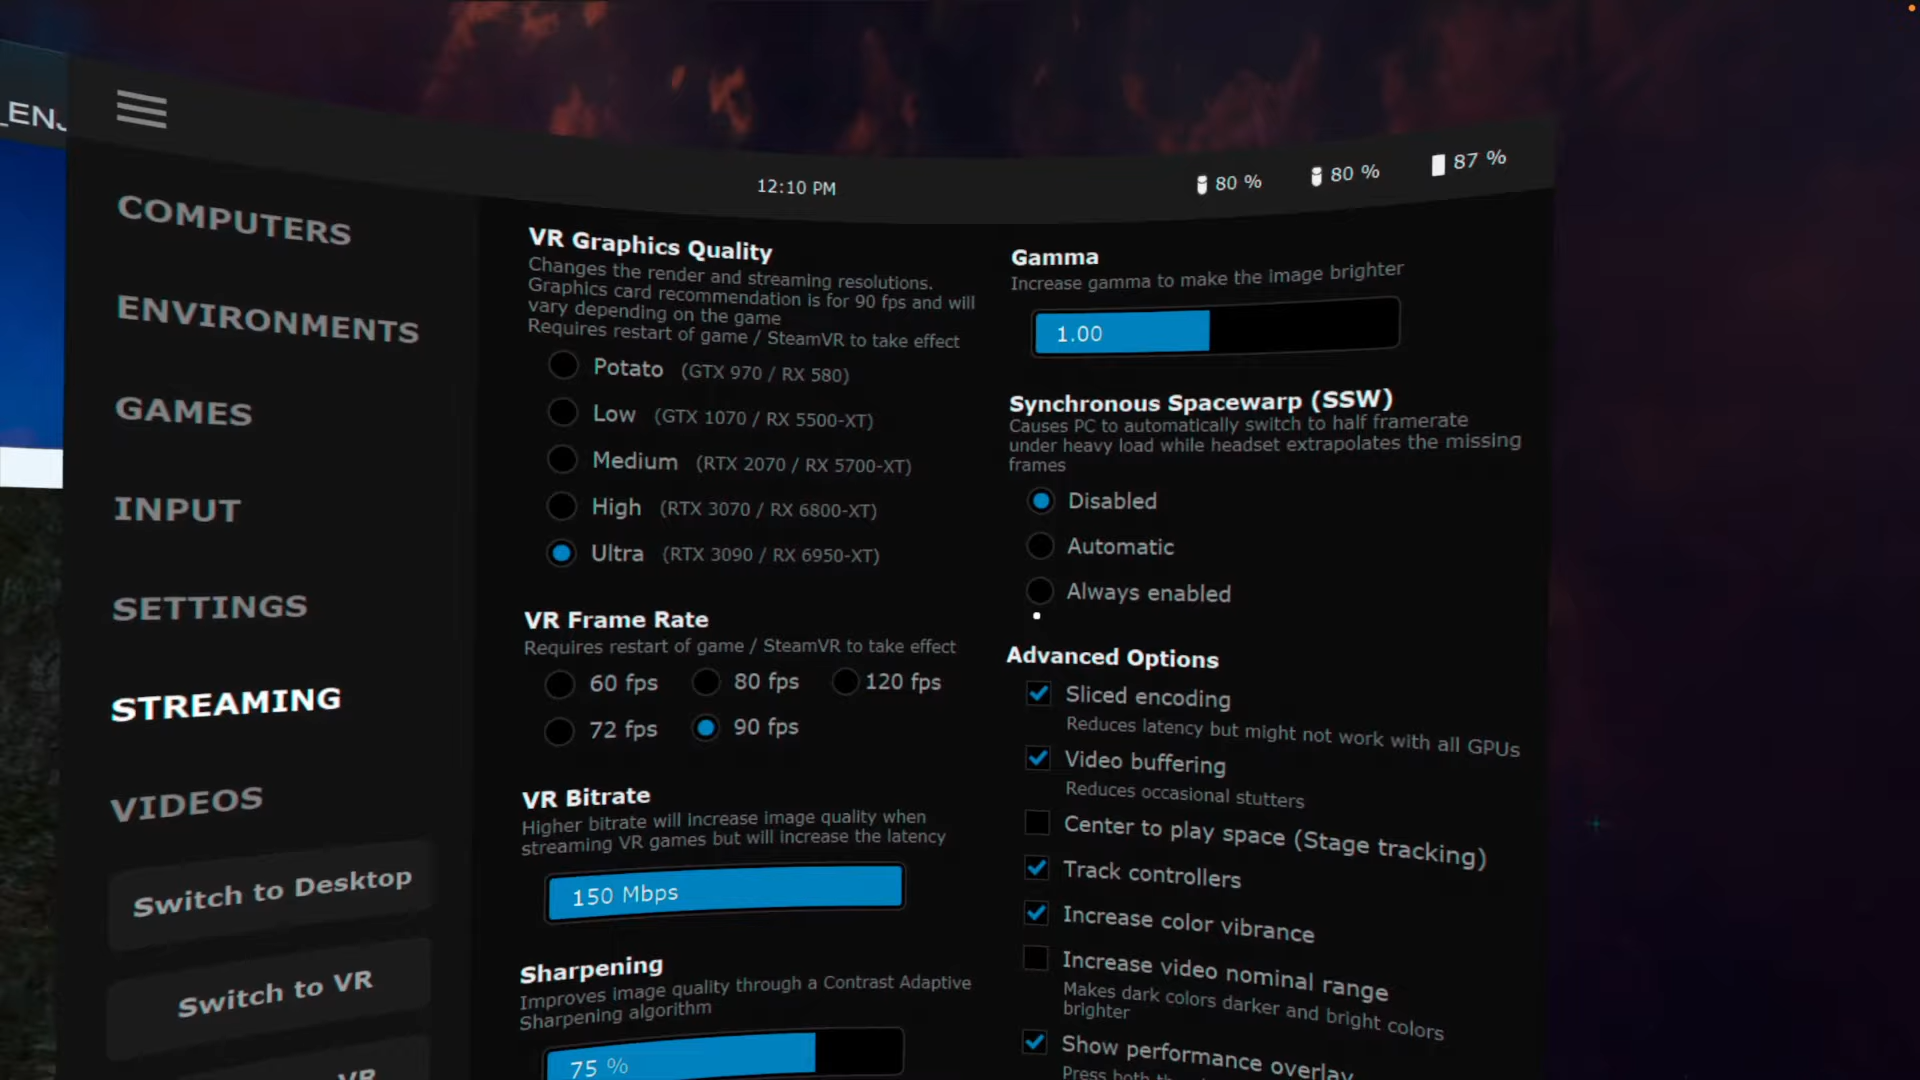 _ENJ
12:10 PM
80 %
80 %
87 %
COMPUTERS
ENVIRONMENTS
GAMES
INPUT
SETTINGS
STREAMING
VIDEOS
Switch to Desktop
Switch to VR
VR
VR Graphics Quality
Changes the render and streaming resolutions.
Graphics card recommendation is for 90 fps and will
vary depending on the game
Requires restart of game / SteamVR to take effect
Potato (GTX 970 / RX 580)
Low (GTX 1070 / RX 5500-XT)
Medium (RTX 2070 / RX 5700-XT)
High (RTX 3070 / RX 6800-XT)
Ultra (RTX 3090 / RX 6950-XT)
VR Frame Rate
Requires restart of game / SteamVR to take effect
60 fps 80 fps 120 fps
72 fps 90 fps
VR Bitrate
Higher bitrate will increase image quality when
streaming VR games but will increase the latency
150 Mbps
Sharpening
Improves image quality through a Contrast Adaptive
Sharpening algorithm
75 %
Gamma
Increase gamma to make the image brighter
1.00
Synchronous Spacewarp (SSW)
Causes PC to automatically switch to half framerate
under heavy load while headset extrapolates the missing
frames
Disabled
Automatic
Always enabled
Advanced Options
Sliced encoding
Reduces latency but might not work with all GPUs
Video buffering
Reduces occasional stutters
Center to play space (Stage tracking)
Track controllers
Increase color vibrance
Increase video nominal range
Makes dark colors darker and bright colors
brighter
Show performance overlay
Press both